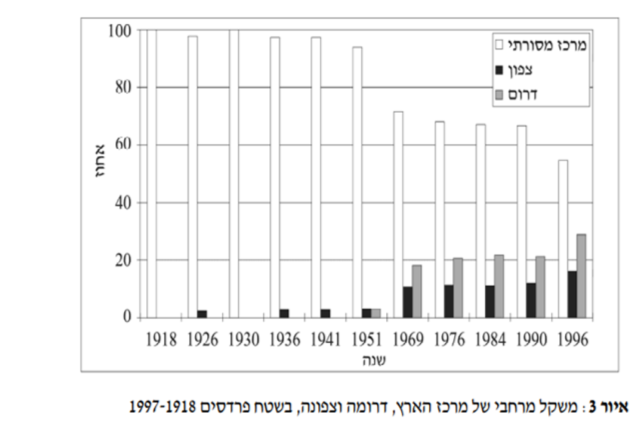 100
80
60
40
20
0
אחוז
מרכז מסורתי
צפון
דרום
1918 1926 1930 1936 1941 1951 1969 1976 1984 1990 1996
שנה
איור 3: משקל מרחבי של מרכז הארץ, דרומה וצפונה, בשטח פרדסים 1997-1918